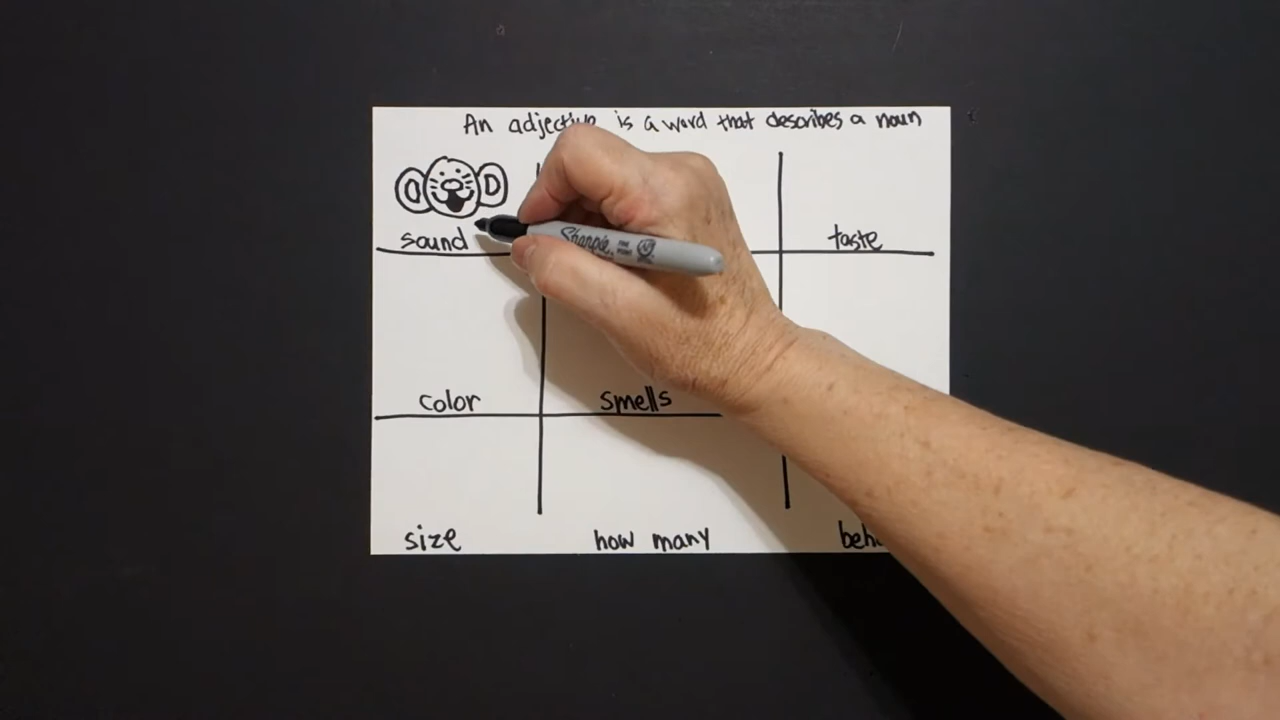 An adjective is a word that describes a noun
sound
taste
color
smells
size
how many
Sharpie